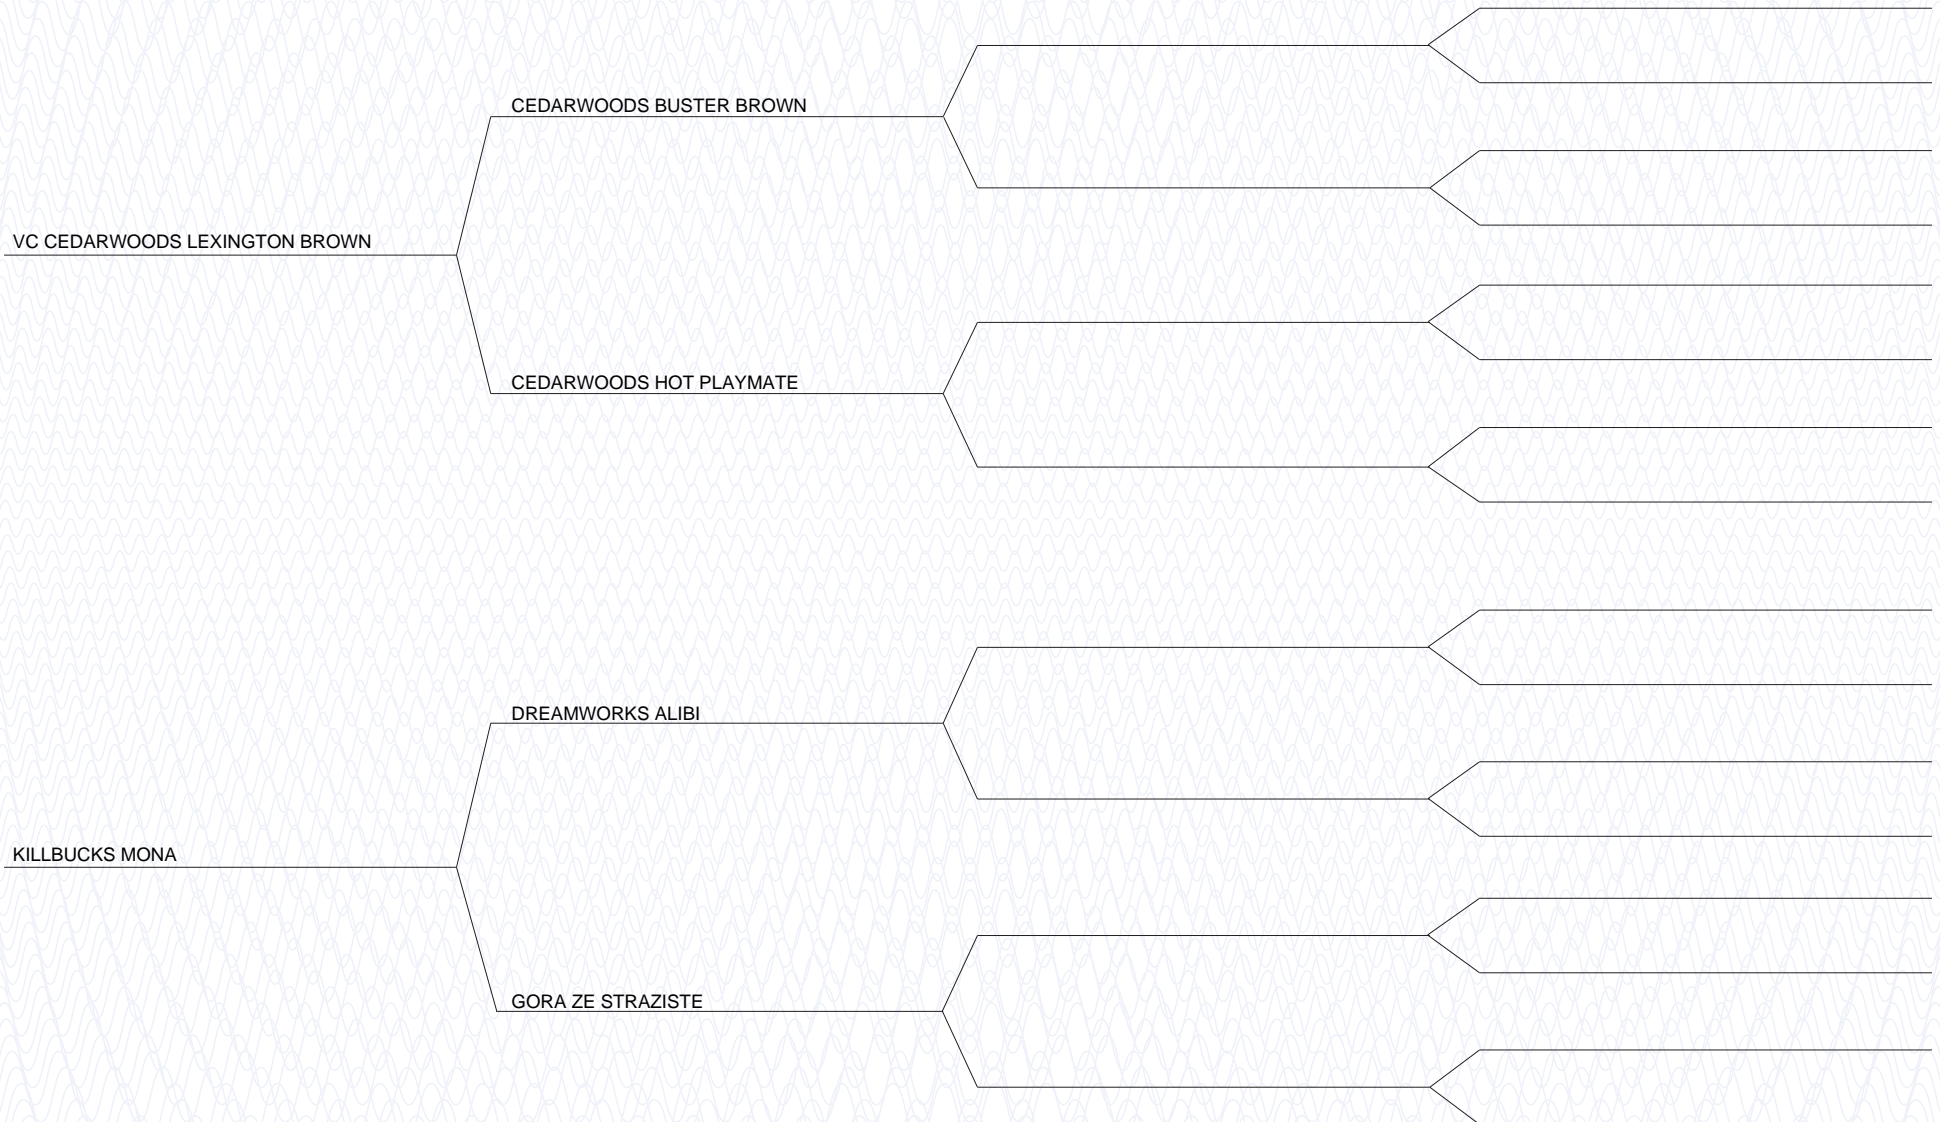 CEDARWOODS BUSTER BROWN
VC CEDARWOODS LEXINGTON BROWN
CEDARWOODS HOT PLAYMATE
DREAMWORKS ALIBI
KILLBUCKS MONA
GORA ZE STRAZISTE